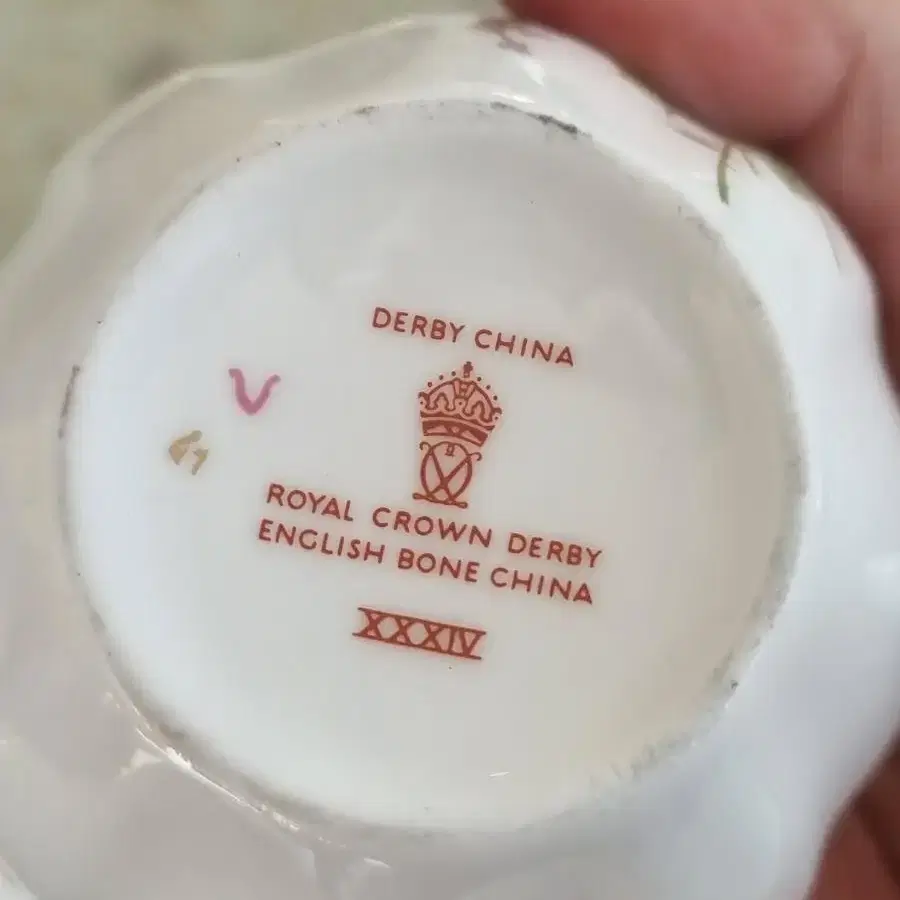 DERBY CHINA
V
ROYAL CROWN DERBY
ENGLISH BONE CHINA
XXXIV